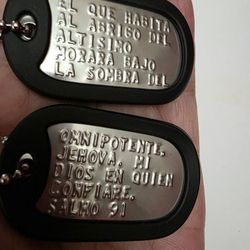 EL QUE HABITA
AL ABRIGO DEL
ALTISIMO
MORARA BAJO
LA SOMBRA DEL
OMNIPOTENTE.
JEHOVA, MI
DIOS EN QUIEN
CONFIARE.
SALMO 91